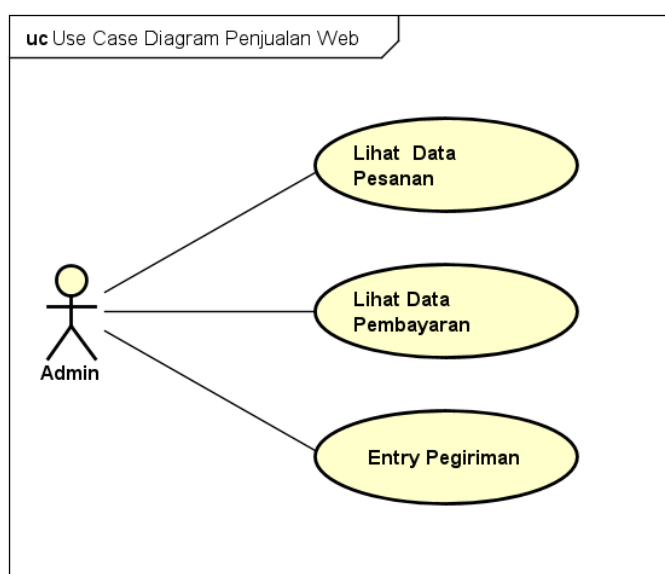 uc Use Case Diagram Penjualan Web
Lihat Data
Pesanan
Lihat Data
Pembayaran
Admin
Entry Pegiriman